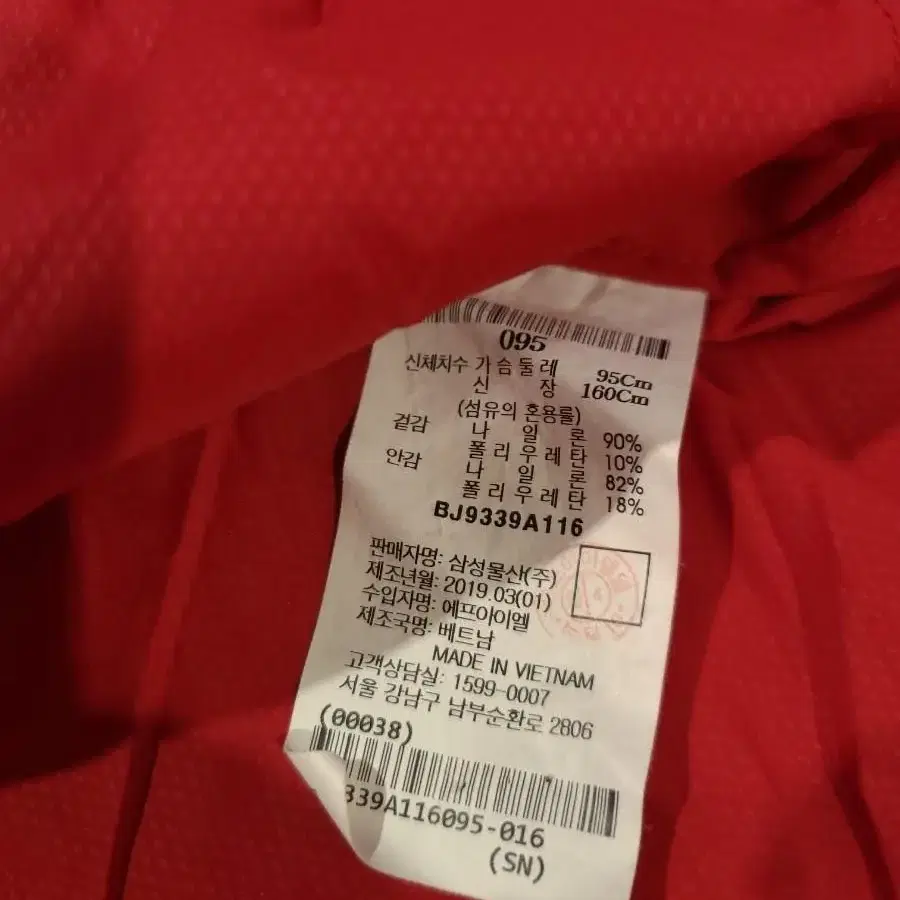 095
신체치수 가슴둘레 95Cm
신장 160Cm
(섬유의 혼용률)
겉감 나일론 90%
폴리우레탄 10%
안감 나일론 82%
폴리우레탄 18%
BJ9339A116
판매자명: 삼성물산(주)
제조년월: 2019.03(01)
수입자명: 에프아이엘
제조국명: 베트남
MADE IN VIETNAM
고객상담실: 1599-0007
서울 강남구 남부순환로 2806
(00038)
339A116095-016
(SN)